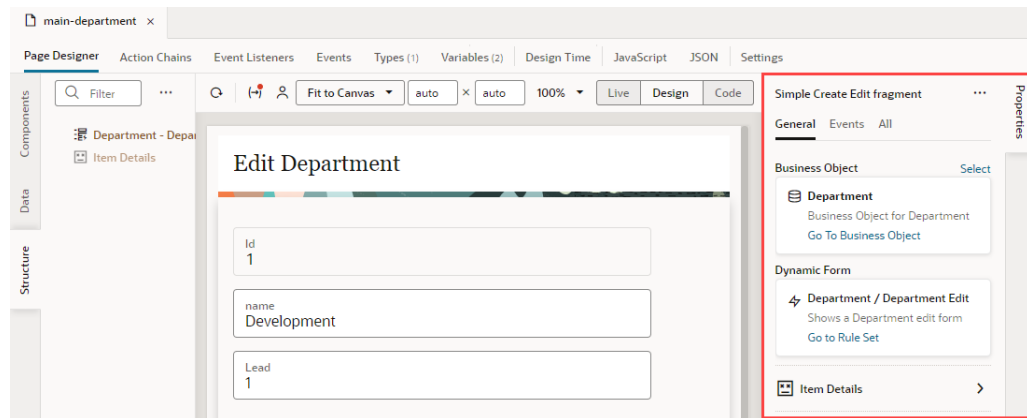 main-department ×
Page Designer Action Chains Event Listeners Events Types (1) Variables (2) Design Time JavaScript JSON Settings
Components
Data
Structure
Filter ...
Department - Depar
Item Details
Fit to Canvas auto × auto 100% Live Design Code
Edit Department
Id
1
name
Development
Lead
1
Simple Create Edit fragment ...
General Events All
Business Object Select
Department
Business Object for Department
Go To Business Object
Dynamic Form
Department / Department Edit
Shows a Department edit form
Go to Rule Set
Item Details
Properties